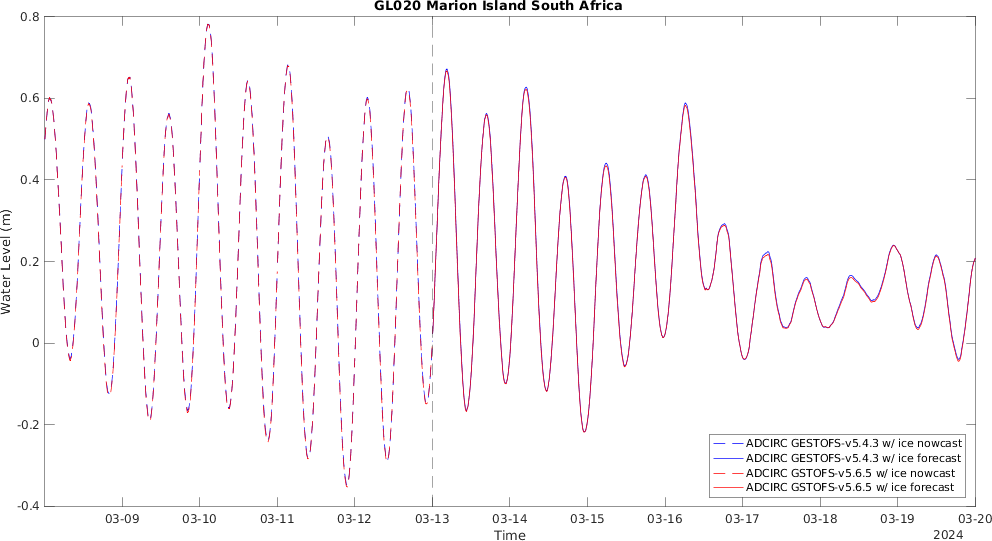 GL020 Marion Island South Africa
0.8
0.6
0.4
0.2
0
-0.2
-0.4
Water Level (m)
ADCIRC GESTOFS-v5.4.3 w/ ice nowcast
ADCIRC GESTOFS-v5.4.3 w/ ice forecast
ADCIRC GSTOFS-v5.6.5 w/ ice nowcast
ADCIRC GSTOFS-v5.6.5 w/ ice forecast
03-09 03-10 03-11 03-12 03-13 03-14 03-15 03-16 03-17 03-18 03-19 03-20
Time
2024